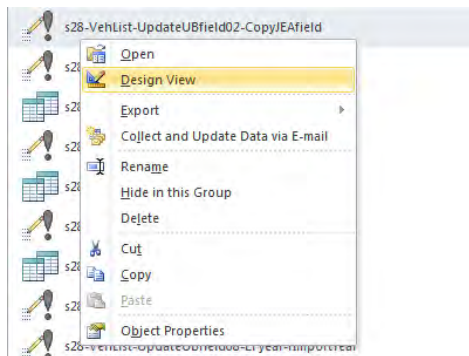 s28-VehList-UpdateUBfield02-CopyJEAfield
s28
Open
Design View
s28
Export
Collect and Update Data via E-mail
s28
Rename
s28
Hide in this Group
Delete
s28
Cut
s28
Copy
Paste
s28
Object Properties